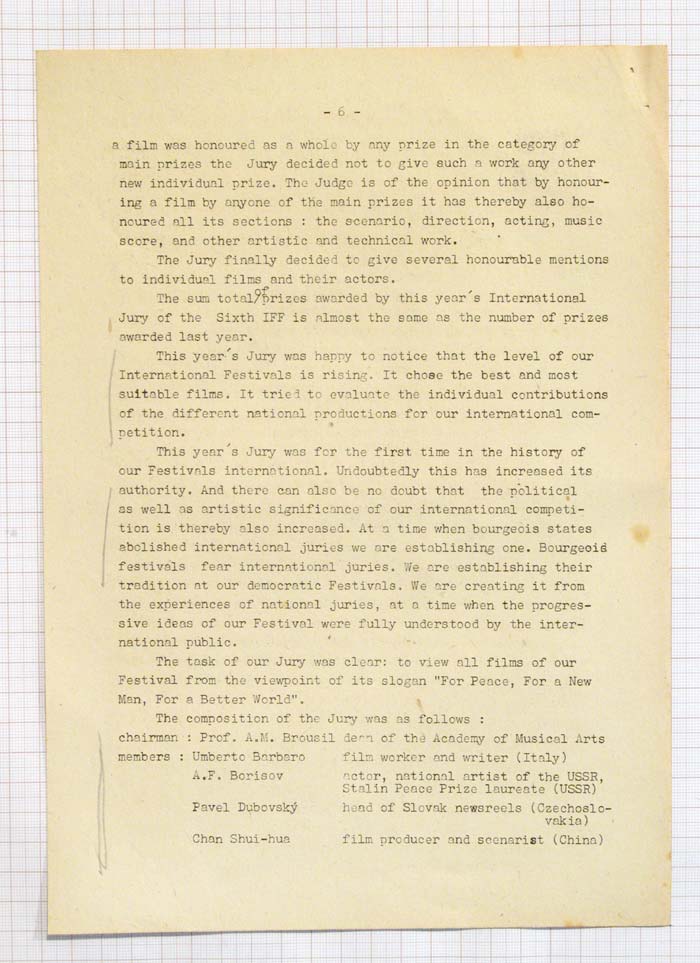 - 6 -
a film was honoured as a whole by any prize in the category of
main prizes the Jury decided not to give such a work any other
new individual prize. The Judge is of the opinion that by honour-
ing a film by anyone of the main prizes it has thereby also ho-
noured all its sections : the scenario, direction, acting, music
score, and other artistic and technical work.
The Jury finally decided to give several honourable mentions
to individual films and their actors.
The sum total of prizes awarded by this year´s International
Jury of the Sixth IFF is almost the same as the number of prizes
awarded last year.
This year´s Jury was happy to notice that the level of our
International Festivals is rising. It chose the best and most
suitable films. It tried to evaluate the individual contributions
of the different national productions for our international com-
petition.
This year´s Jury was for the first time in the history of
our Festivals international. Undoubtedly this has increased its
authority. And there can also be no doubt that the political
as well as artistic significance of our international competi-
tion is thereby also increased. At a time when bourgeois states
abolished international juries we are establishing one. Bourgeois
festivals fear international juries. We are establishing their
tradition at our democratic Festivals. We are creating it from
the experiences of national juries, at a time when the progres-
sive ideas of our Festival were fully understood by the inter-
national public.
The task of our Jury was clear: to view all films of our
Festival from the viewpoint of its slogan "For Peace, For a New
Man, For a Better World".
The composition of the Jury was as follows :
chairman : Prof. A.M. Brousil dean of the Academy of Musical Arts
members : Umberto Barbaro film worker and writer (Italy)
A.F. Borisov actor, national artist of the USSR,
Stalin Peace Prize laureate (USSR)
Pavel Dubovský head of Slovak newsreels (Czechoslo-
vakia)
Chan Shui-hua film producer and scenarist (China)